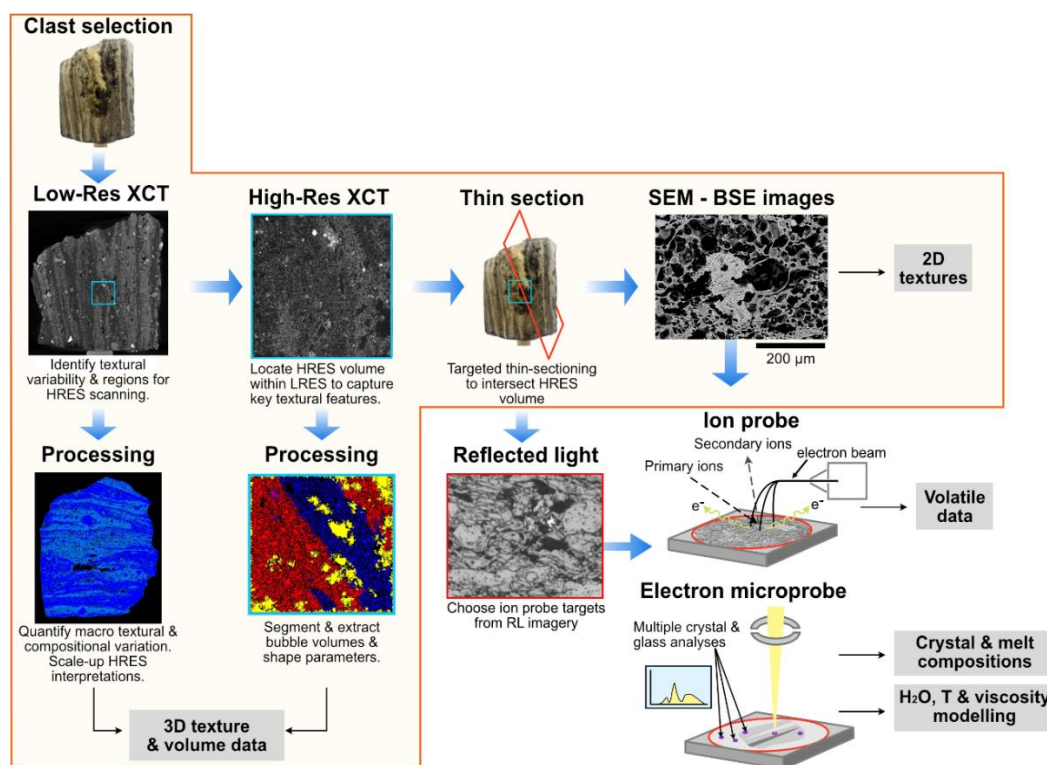 Clast selection
Low-Res XCT
High-Res XCT
Thin section
SEM - BSE images
2D
textures
200 µm
Identify textural
variability & regions for
HRES scanning.
Locate HRES volume
within LRES to capture
key textural features.
Targeted thin-sectioning
to intersect HRES
volume
Processing
Processing
Reflected light
Ion probe
Secondary ions
electron beam
Primary ions
e-
e-
Volatile
data
Quantify macro textural &
compositional variation.
Scale-up HRES
interpretations.
Segment & extract
bubble volumes &
shape parameters.
Choose ion probe targets
from RL imagery
Electron microprobe
Multiple crystal &
glass analyses
Crystal & melt
compositions
H₂O, T & viscosity
modelling
3D texture
& volume data